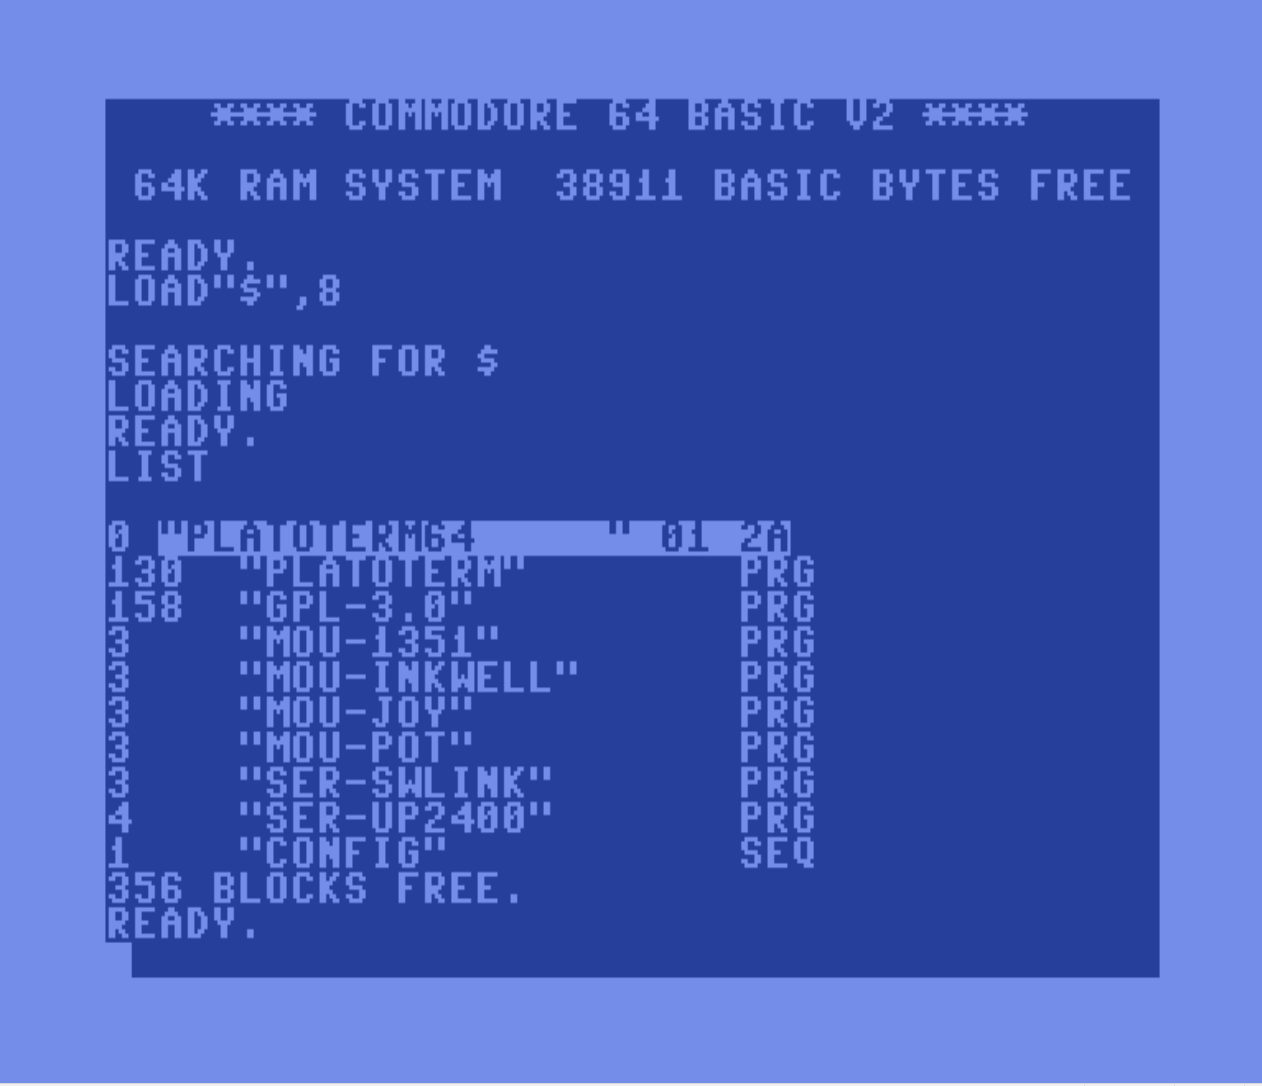 **** COMMODORE 64 BASIC V2 ****
64K RAM SYSTEM  38911 BASIC BYTES FREE
READY.
LOAD"$",8
SEARCHING FOR $
LOADING
READY.
LIST
0 "PLATOTERM64     " 01 2A
130  "PLATOTERM"        PRG
158  "GPL-3.0"          PRG
3    "MOU-1351"         PRG
3    "MOU-INKWELL"      PRG
3    "MOU-JOY"          PRG
3    "MOU-POT"          PRG
3    "SER-SWLINK"       PRG
4    "SER-UP2400"       PRG
1    "CONFIG"           SEQ
356 BLOCKS FREE.
READY.